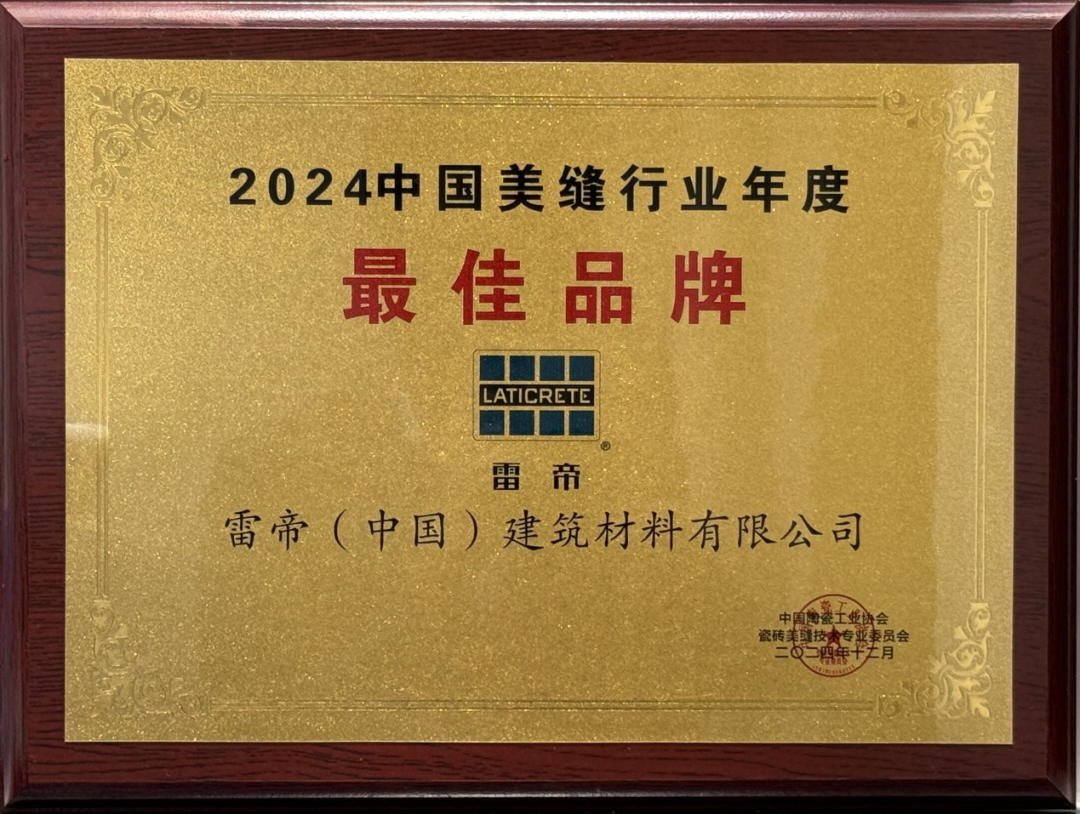 2024中国美缝行业年度
最佳品牌
LATICRETE
®
雷帝
雷帝（中国）建筑材料有限公司
中国陶瓷工业协会
瓷砖美缝技术专业委员会
二〇二四年十二月